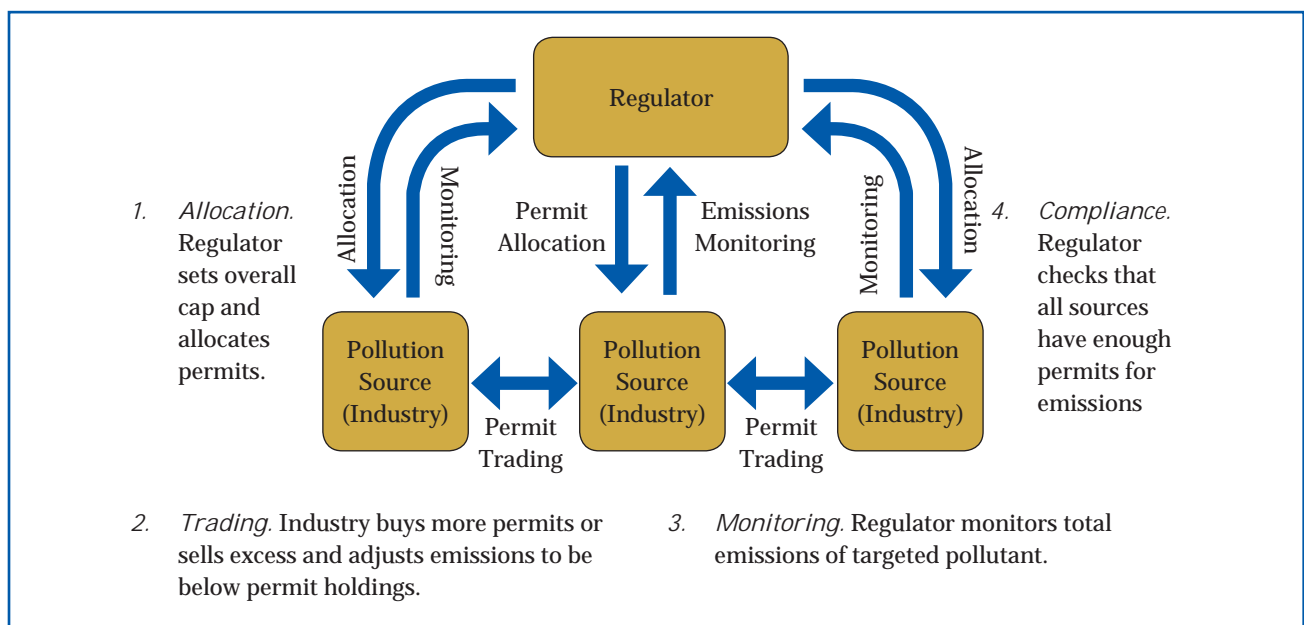 Regulator
Allocation
Monitoring
Permit
Allocation
Emissions
Monitoring
Monitoring
Allocation
1. Allocation.
Regulator
sets overall
cap and
allocates
permits.
4. Compliance.
Regulator
checks that
all sources
have enough
permits for
emissions
Pollution
Source
(Industry)
Pollution
Source
(Industry)
Pollution
Source
(Industry)
Permit
Trading
Permit
Trading
2. Trading. Industry buys more permits or
sells excess and adjusts emissions to be
below permit holdings.
3. Monitoring. Regulator monitors total
emissions of targeted pollutant.